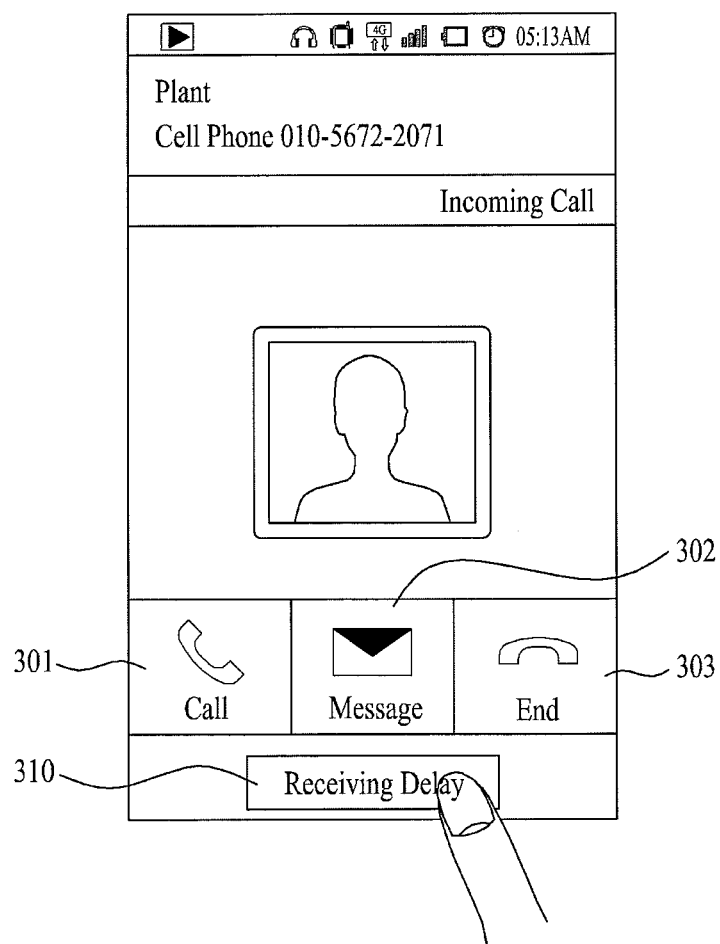 4G 05:13AM
Plant
Cell Phone 010-5672-2071
Incoming Call
302
301
303
Call
Message
End
310
Receiving Delay